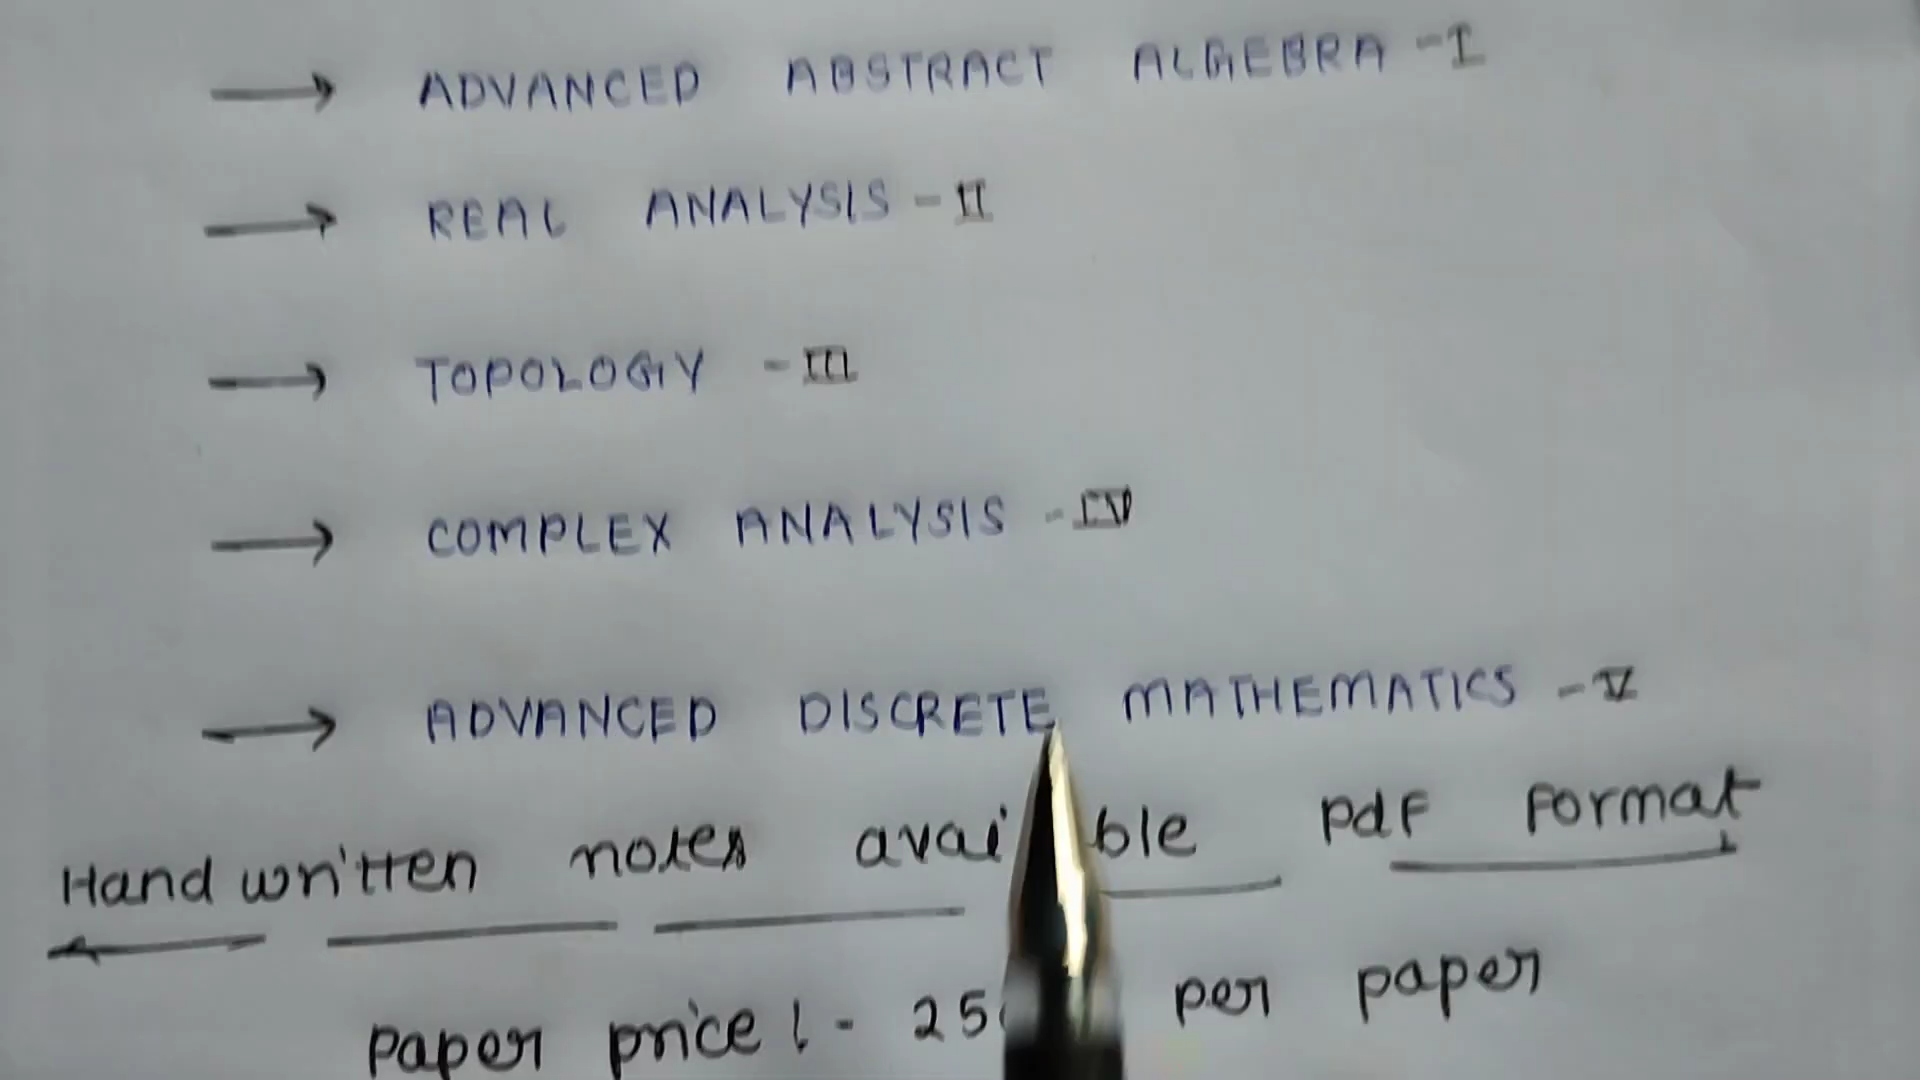 → ADVANCED ABSTRACT ALGEBRA - I
→ REAL ANALYSIS - II
→ TOPOLOGY - III
→ COMPLEX ANALYSIS - IV
→ ADVANCED DISCRETE MATHEMATICS - V
Hand written notes pdf format
paper price :- per paper